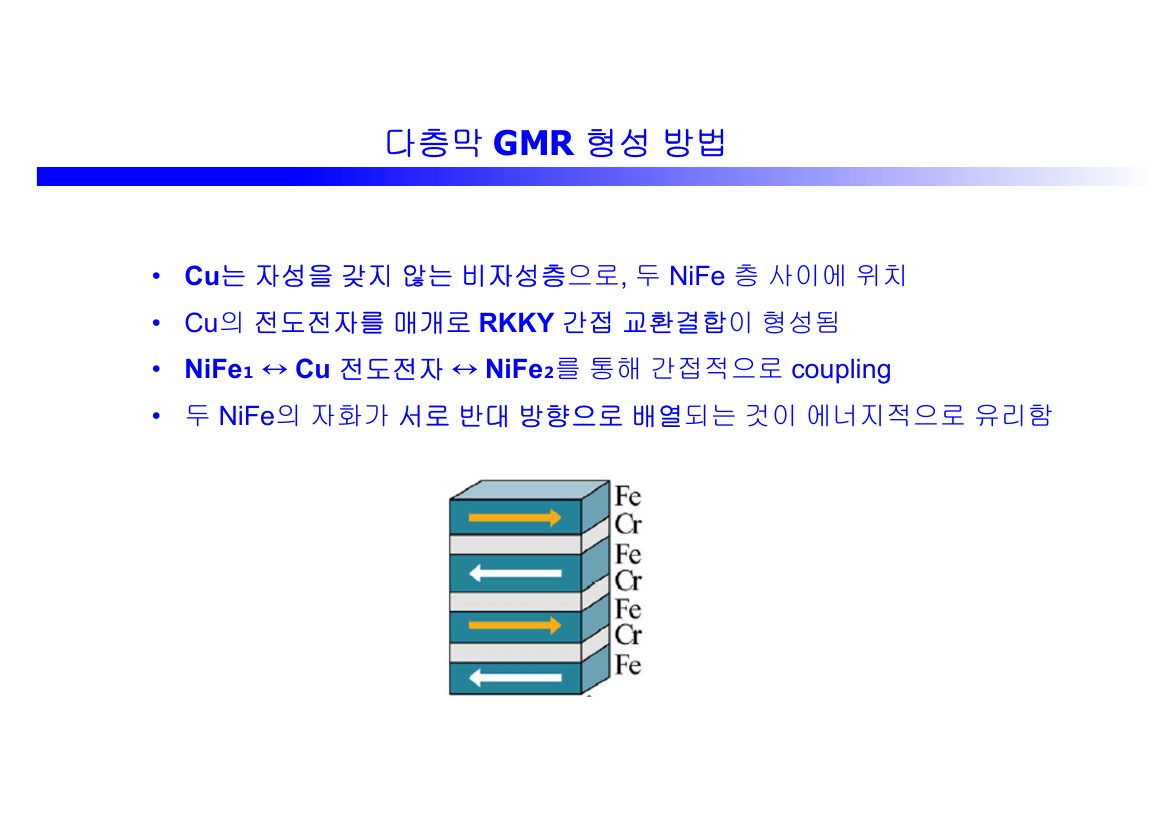 다층막 GMR 형성 방법
• Cu는 자성을 갖지 않는 비자성층으로, 두 NiFe 층 사이에 위치
• Cu의 전도전자를 매개로 RKKY 간접 교환결합이 형성됨
• NiFe₁ ↔ Cu 전도전자 ↔ NiFe₂를 통해 간접적으로 coupling
• 두 NiFe의 자화가 서로 반대 방향으로 배열되는 것이 에너지적으로 유리함
Fe
Cr
Fe
Cr
Fe
Cr
Fe